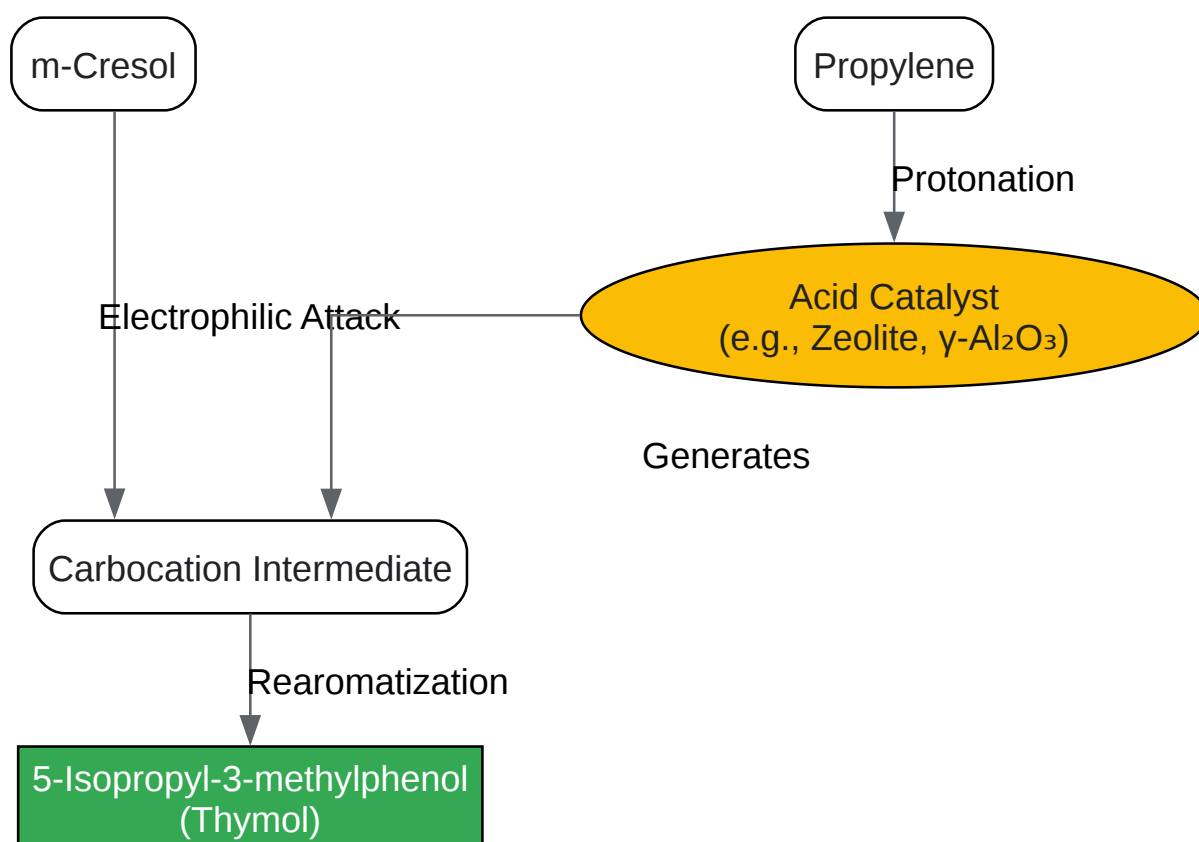 m-Cresol
Propylene
Protonation
Acid Catalyst
(e.g., Zeolite, γ-Al₂O₃)
Electrophilic Attack
Generates
Carbocation Intermediate
Rearomatization
5-Isopropyl-3-methylphenol
(Thymol)